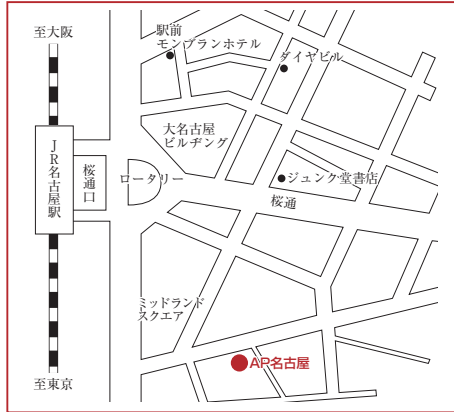 至大阪
駅前
モンブランホテル
ダイヤビル
大名古屋
ビルヂング
JR名古屋駅
桜通口
ロータリー
ジュンク堂書店
桜通
ミッドランド
スクエア
AP名古屋
至東京